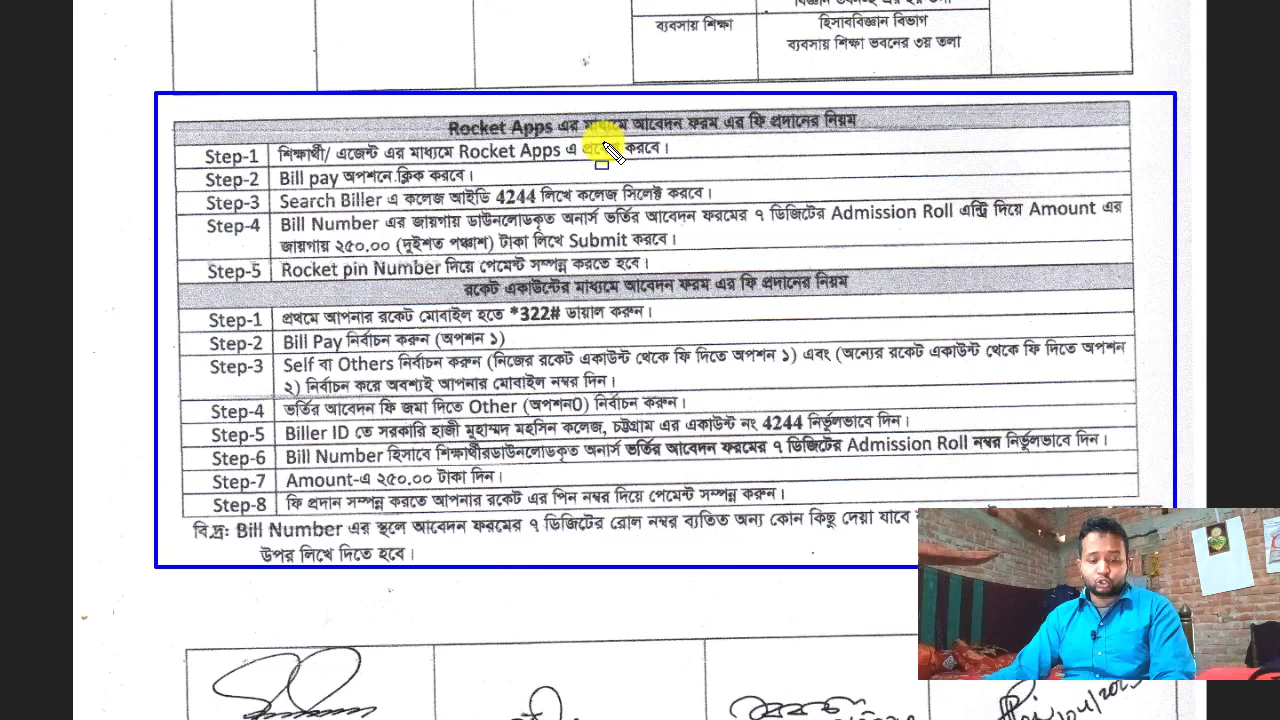 ব্যবসায় শিক্ষা
হিসাববিজ্ঞান বিভাগ
ব্যবসায় শিক্ষা ভবনের ৩য় তলা
Rocket Apps এর মাধ্যমে আবেদন ফরম এর ফি প্রদানের নিয়ম
Step-1 শিক্ষার্থী/ এজেন্ট এর মাধ্যমে Rocket Apps এ করবে।
Step-2 Bill pay অপশনে ক্লিক করবে।
Step-3 Search Biller এ কলেজ আইডি 4244 লিখে কলেজ সিলেক্ট করবে।
Step-4 Bill Number এর জায়গায় ডাউনলোডকৃত অনার্স ভর্তির আবেদন ফরমের ৭ ডিজিটের Admission Roll এন্ট্রি দিয়ে Amount এর
জায়গায় ২৫০.০০ (দুইশত পঞ্চাশ) টাকা লিখে Submit করবে।
Step-5 Rocket pin Number দিয়ে পেমেন্ট সম্পন্ন করতে হবে।
রকেট একাউন্টের মাধ্যমে আবেদন ফরম এর ফি প্রদানের নিয়ম
Step-1 প্রথমে আপনার রকেট মোবাইল হতে *322# ডায়াল করুন।
Step-2 Bill Pay নির্বাচন করুন (অপশন ১)
Step-3 Self বা Others নির্বাচন করুন (নিজের রকেট একাউন্ট থেকে ফি দিতে অপশন ১) এবং (অন্যের রকেট একাউন্ট থেকে ফি দিতে অপশন
২) নির্বাচন করে অবশ্যই আপনার মোবাইল নম্বর দিন।
Step-4 ভর্তির আবেদন ফি জমা দিতে Other (অপশন0) নির্বাচন করুন।
Step-5 Biller ID তে সরকারি হাজী মুহাম্মদ মহসিন কলেজ, চট্টগ্রাম এর একাউন্ট নং 4244 নির্ভুলভাবে দিন।
Step-6 Bill Number হিসাবে শিক্ষার্থীরডাউনলোডকৃত অনার্স ভর্তির আবেদন ফরমের ৭ ডিজিটের Admission Roll নম্বর নির্ভুলভাবে দিন।
Step-7 Amount-এ ২৫০.০০ টাকা দিন।
Step-8 ফি প্রদান সম্পন্ন করতে আপনার রকেট এর পিন নম্বর দিয়ে পেমেন্ট সম্পন্ন করুন।
বি.দ্র: Bill Number এর স্থলে আবেদন ফরমের ৭ ডিজিটের রোল নম্বর ব্যতিত অন্য কোন কিছু দেয়া যাবে
উপর লিখে দিতে হবে।